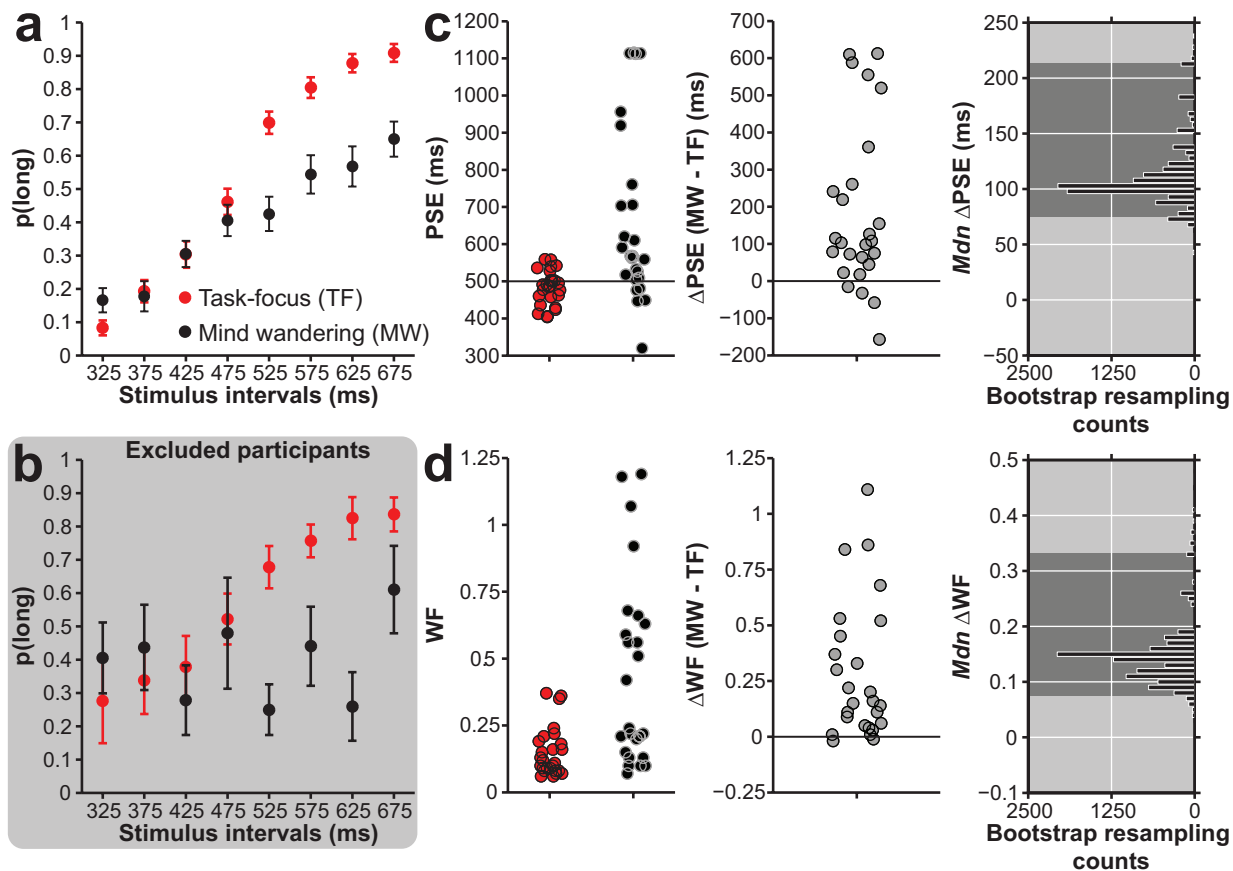 a
p(long)
1
0.9
0.8
0.7
0.6
0.5
0.4
0.3
0.2
0.1
0
Task-focus (TF)
Mind wandering (MW)
325 375 425 475 525 575 625 675
Stimulus intervals (ms)
b
Excluded participants
p(long)
1
0.9
0.8
0.7
0.6
0.5
0.4
0.3
0.2
0.1
0
325 375 425 475 525 575 625 675
Stimulus intervals (ms)
c
PSE (ms)
1200
1100
1000
900
800
700
600
500
400
300
ΔPSE (MW - TF) (ms)
700
600
500
400
300
200
100
0
−100
−200
Mdn ΔPSE (ms)
250
200
150
100
50
0
−50
2500 1250 0
Bootstrap resampling
counts
d
WF
1.25
1
0.75
0.5
0.25
0
ΔWF (MW - TF)
1.25
1
0.75
0.5
0.25
0
−0.25
Mdn ΔWF
0.5
0.4
0.3
0.2
0.1
0
−0.1
2500 1250 0
Bootstrap resampling
counts